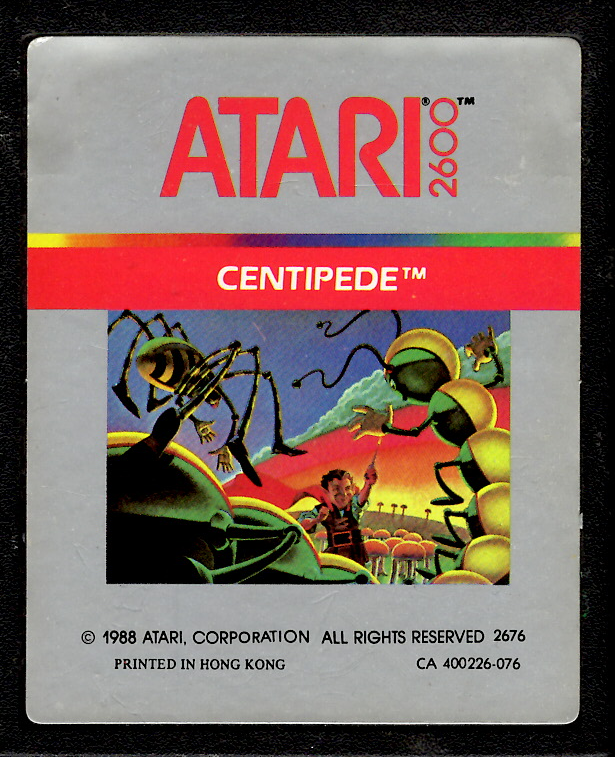 ATARI® 2600™
CENTIPEDE™
© 1988 ATARI, CORPORATION ALL RIGHTS RESERVED 2676
PRINTED IN HONG KONG CA 400226-076